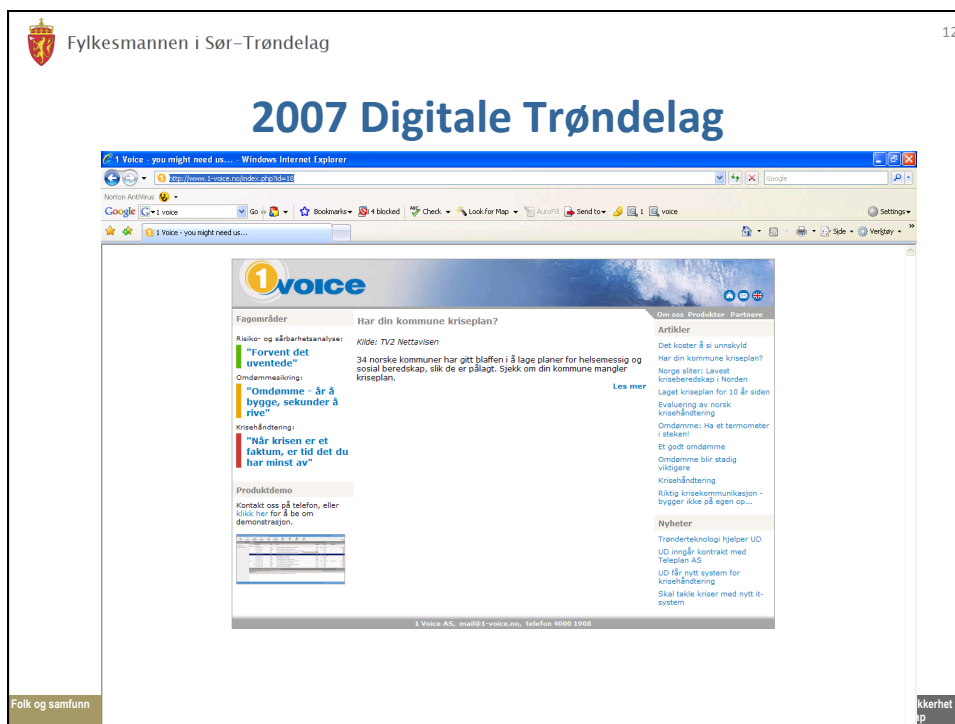 Fylkesmannen i Sør-Trøndelag
12
2007 Digitale Trøndelag
1 Voice - you might need us... - Windows Internet Explorer
http://www.1-voice.no/index.php?id=18
Google
Norton AntiVirus
Google
1 voice
Go
Bookmarks
4 blocked
Check
Look for Map
AutoFill
Send to
1
voice
Settings
1 Voice - you might need us...
Side
Verktøy
1voice
Om oss Produkter Partnere
Fagområder
Risiko- og sårbarhetsanalyse:
"Forvent det
uventede"
Omdømmesikring:
"Omdømme - år å
bygge, sekunder å
rive"
Krisehåndtering:
"Når krisen er et
faktum, er tid det du
har minst av"
Produktdemo
Kontakt oss på telefon, eller
klikk her for å be om
demonstrasjon.
Har din kommune kriseplan?
Kilde: TV2 Nettavisen
34 norske kommuner har gitt blaffen i å lage planer for helsemessig og
sosial beredskap, slik de er pålagt. Sjekk om din kommune mangler
kriseplan.
Les mer
Artikler
Det koster å si unnskyld
Har din kommune kriseplan?
Norge sliter: Lavest
kriseberedskap i Norden
Laget kriseplan for 10 år siden
Evaluering av norsk
krisehåndtering
Omdømme: Ha et termometer
i steken!
Et godt omdømme
Omdømme blir stadig
viktigere
Krisehåndtering
Riktig krisekommunikasjon -
bygger ikke på egen op...
Nyheter
Trønderteknologi hjelper UD
UD inngår kontrakt med
Teleplan AS
UD får nytt system for
krisehåndtering
Skal takle kriser med nytt it-
system
1 Voice AS, mail@1-voice.no, telefon 4000 1908
Folk og samfunn
kkerhet
ap